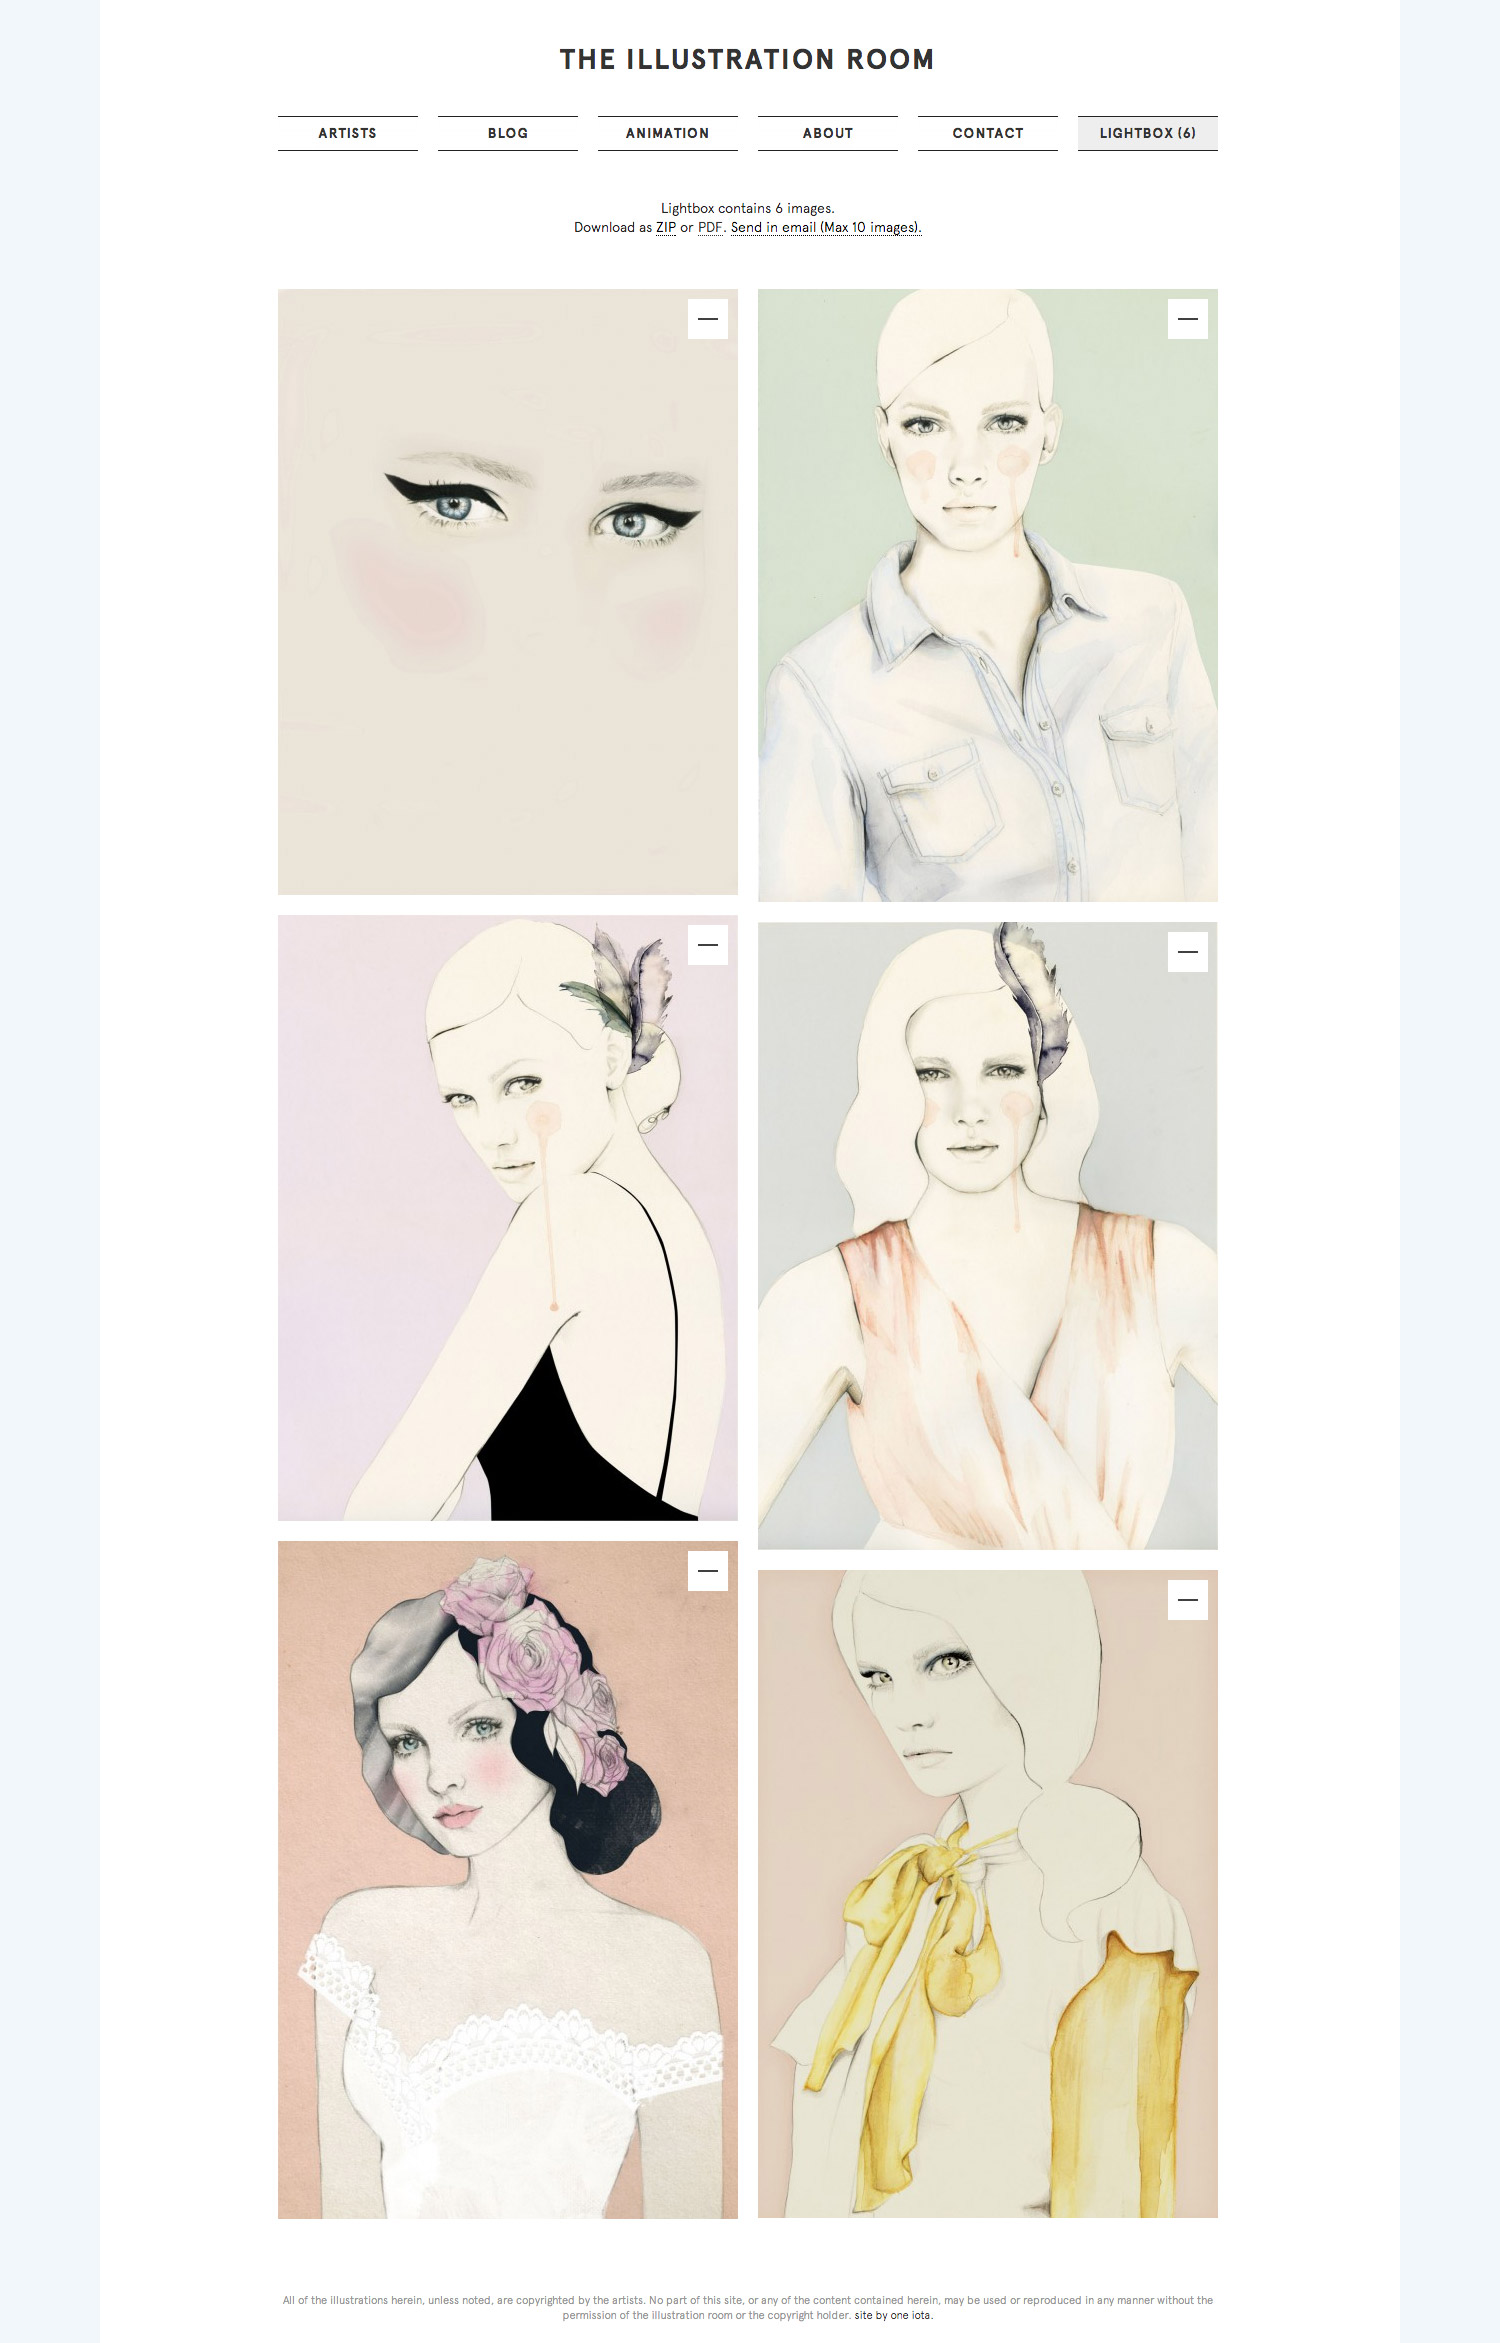 THE ILLUSTRATION ROOM
ARTISTS BLOG ANIMATION ABOUT CONTACT LIGHTBOX (6)
Lightbox contains 6 images.
Download as ZIP or PDF. Send in email (Max 10 images).
All of the illustrations herein, unless noted, are copyrighted by the artists. No part of this site, or any of the content contained herein, may be used or reproduced in any manner without the
permission of the illustration room or the copyright holder. site by one iota.